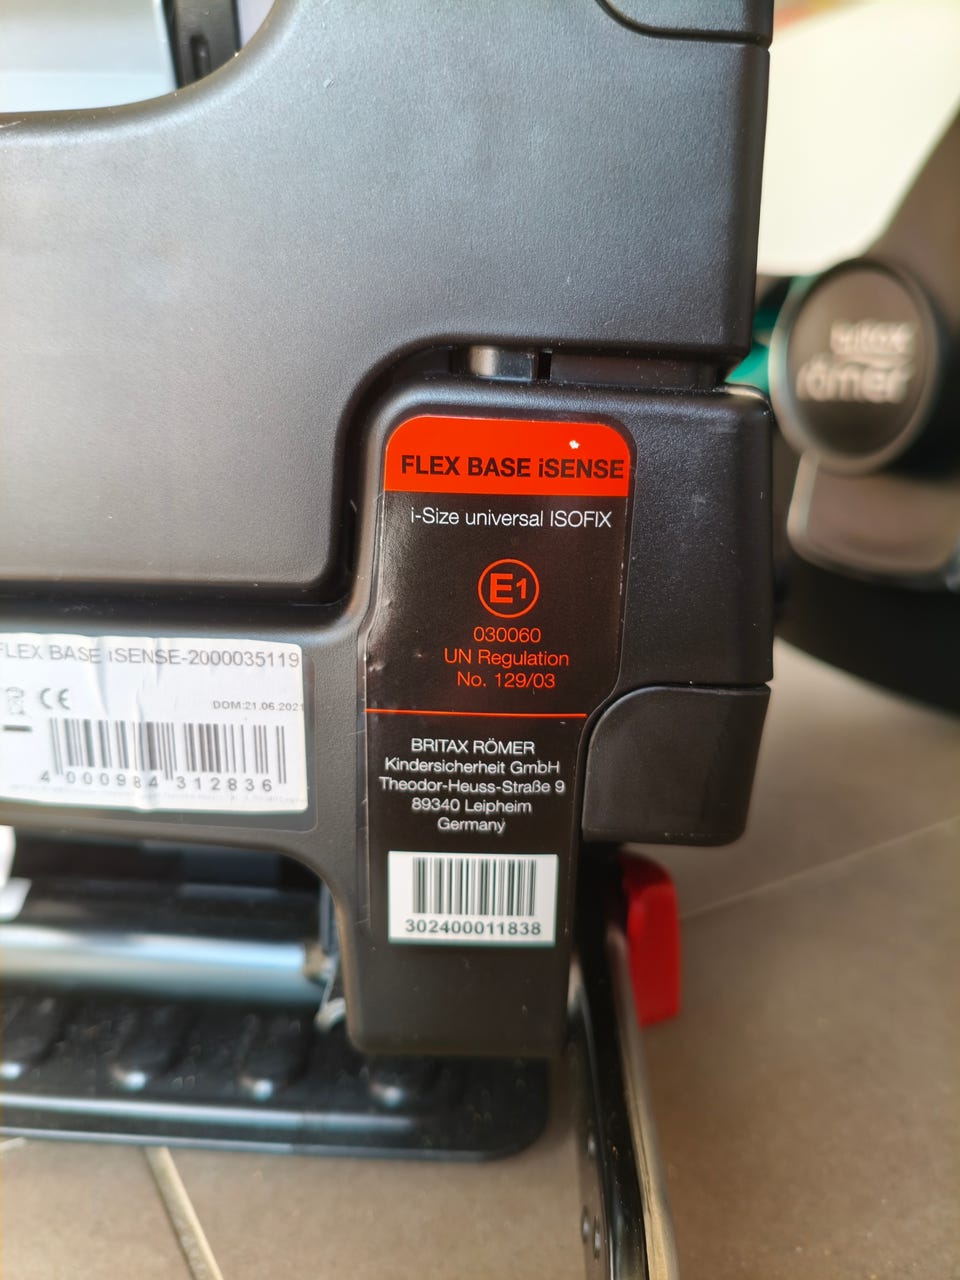 britax
römer
FLEX BASE iSENSE
i-Size universal ISOFIX
E1
030060
UN Regulation
No. 129/03
FLEX BASE iSENSE-2000035119
CE
DOM:21.06.2021
4 000984 312836
BRITAX RÖMER
Kindersicherheit GmbH
Theodor-Heuss-Straße 9
89340 Leipheim
Germany
302400011838